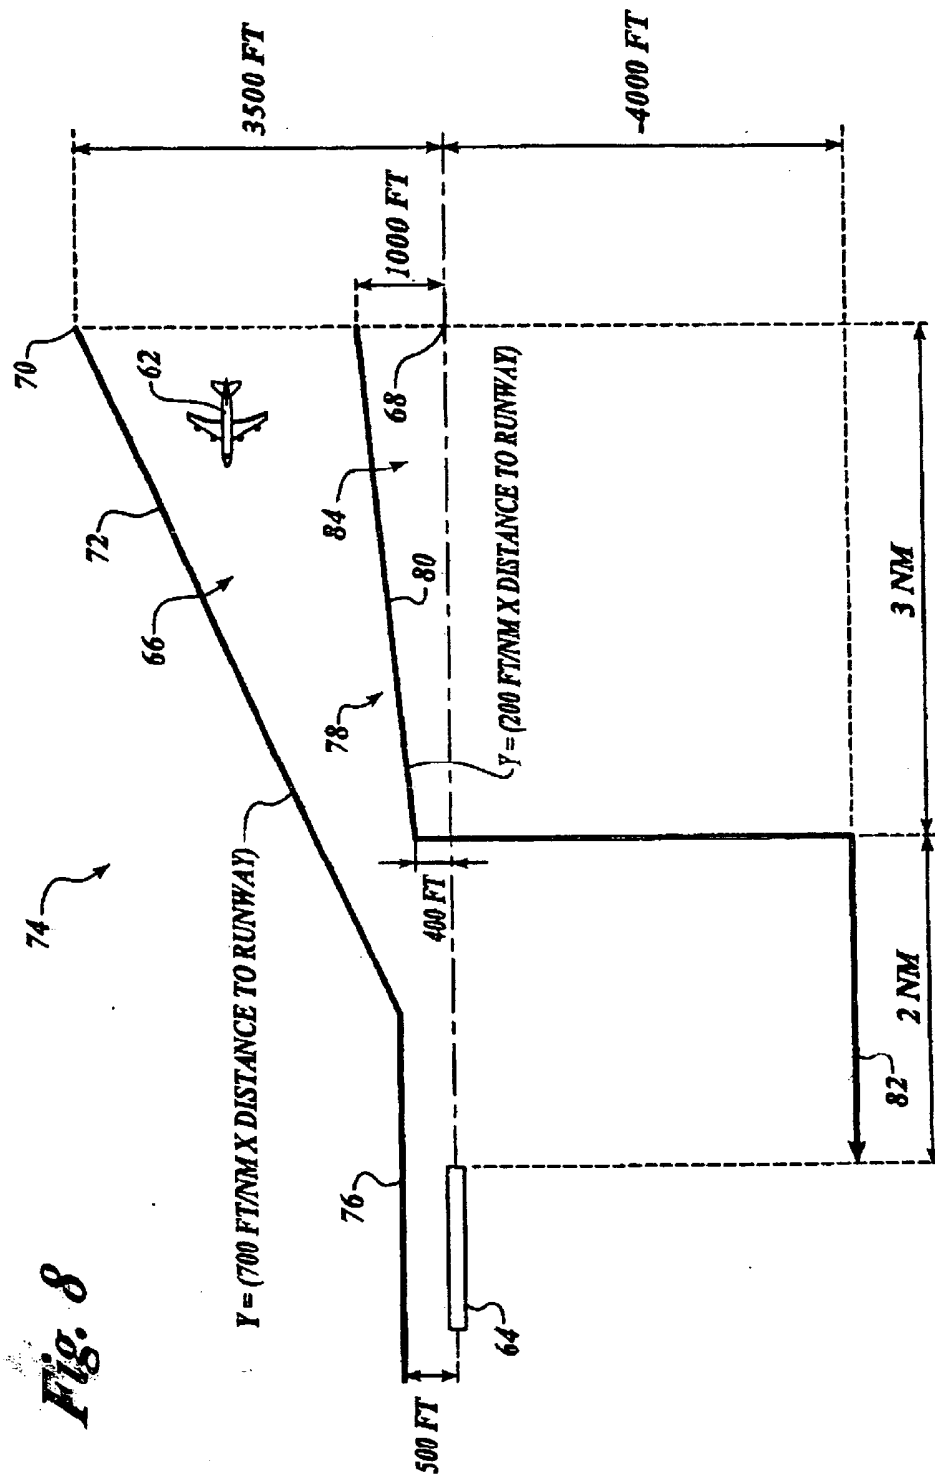 Fig. 8
74
70
72
62
66
Y = (700 FT/NM X DISTANCE TO RUNWAY)
3500 FT
1000 FT
84
68
78
80
Y = (200 FT/NM X DISTANCE TO RUNWAY)
76
400 FT
500 FT
64
-4000 FT
82
2 NM
3 NM